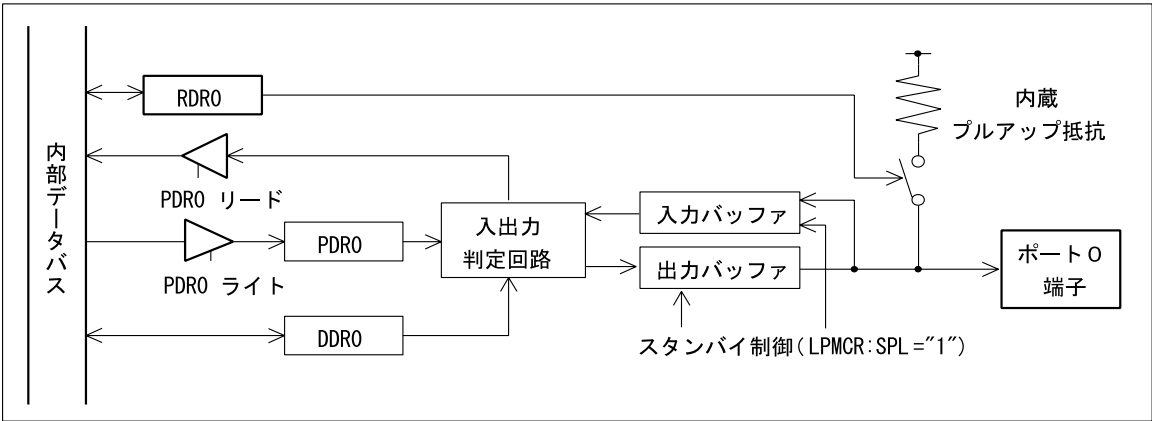 RDR0
内蔵
プルアップ抵抗
内部データバス
PDR0 リード
入力バッファ
PDR0
入出力
判定回路
出力バッファ
ポート0
端子
PDR0 ライト
DDR0
スタンバイ制御(LPMCR:SPL="1")